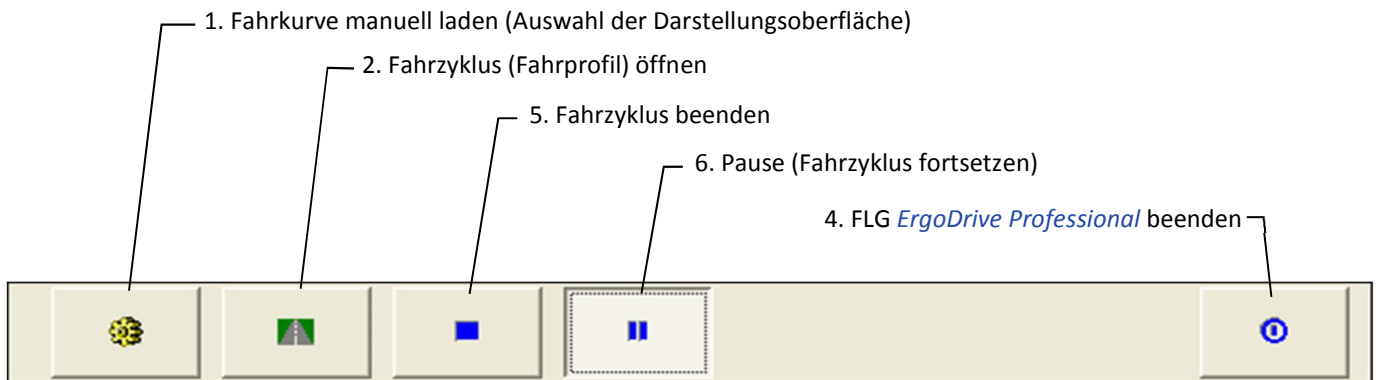 1. Fahrkurve manuell laden (Auswahl der Darstellungsoberfläche)
2. Fahrzyklus (Fahrprofil) öffnen
5. Fahrzyklus beenden
6. Pause (Fahrzyklus fortsetzen)
4. FLG ErgoDrive Professional beenden